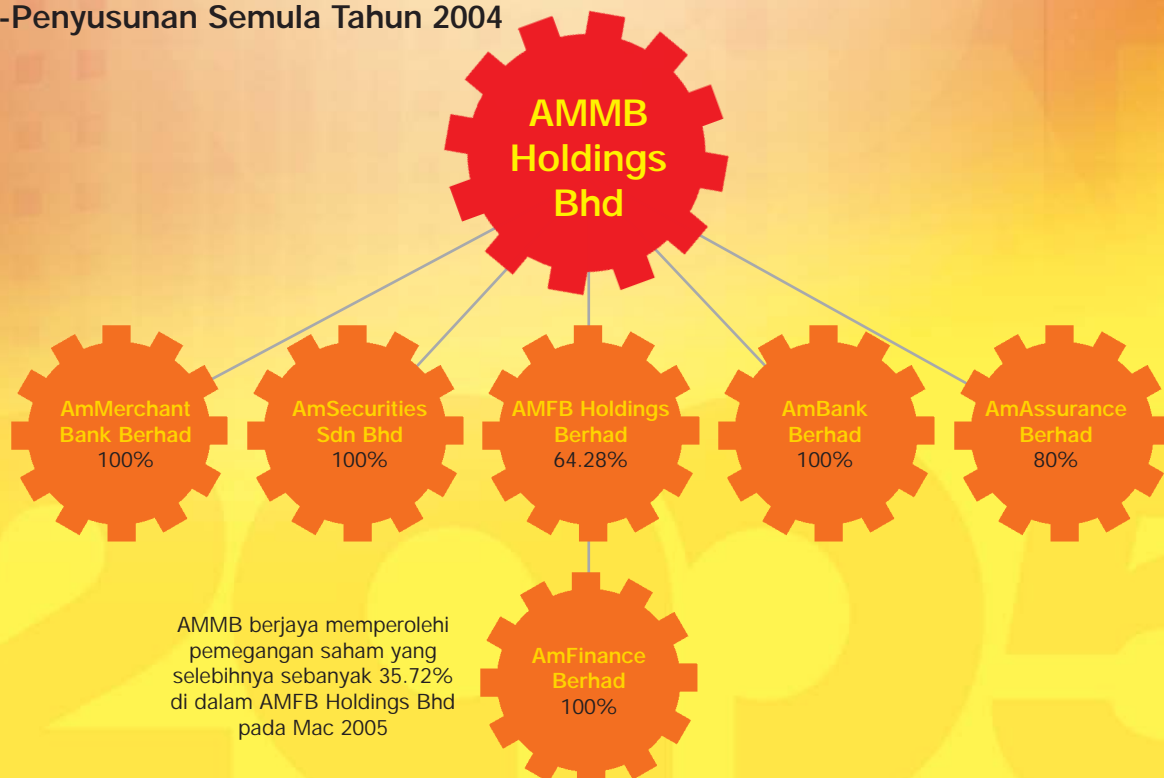 -Penyusunan Semula Tahun 2004
AMMB
Holdings
Bhd
AmMerchant
Bank Berhad
100%
AmSecurities
Sdn Bhd
100%
AMFB Holdings
Berhad
64.28%
AmBank
Berhad
100%
AmAssurance
Berhad
80%
AMMB berjaya memperolehi
pemegangan saham yang
selebihnya sebanyak 35.72%
di dalam AMFB Holdings Bhd
pada Mac 2005
AmFinance
Berhad
100%